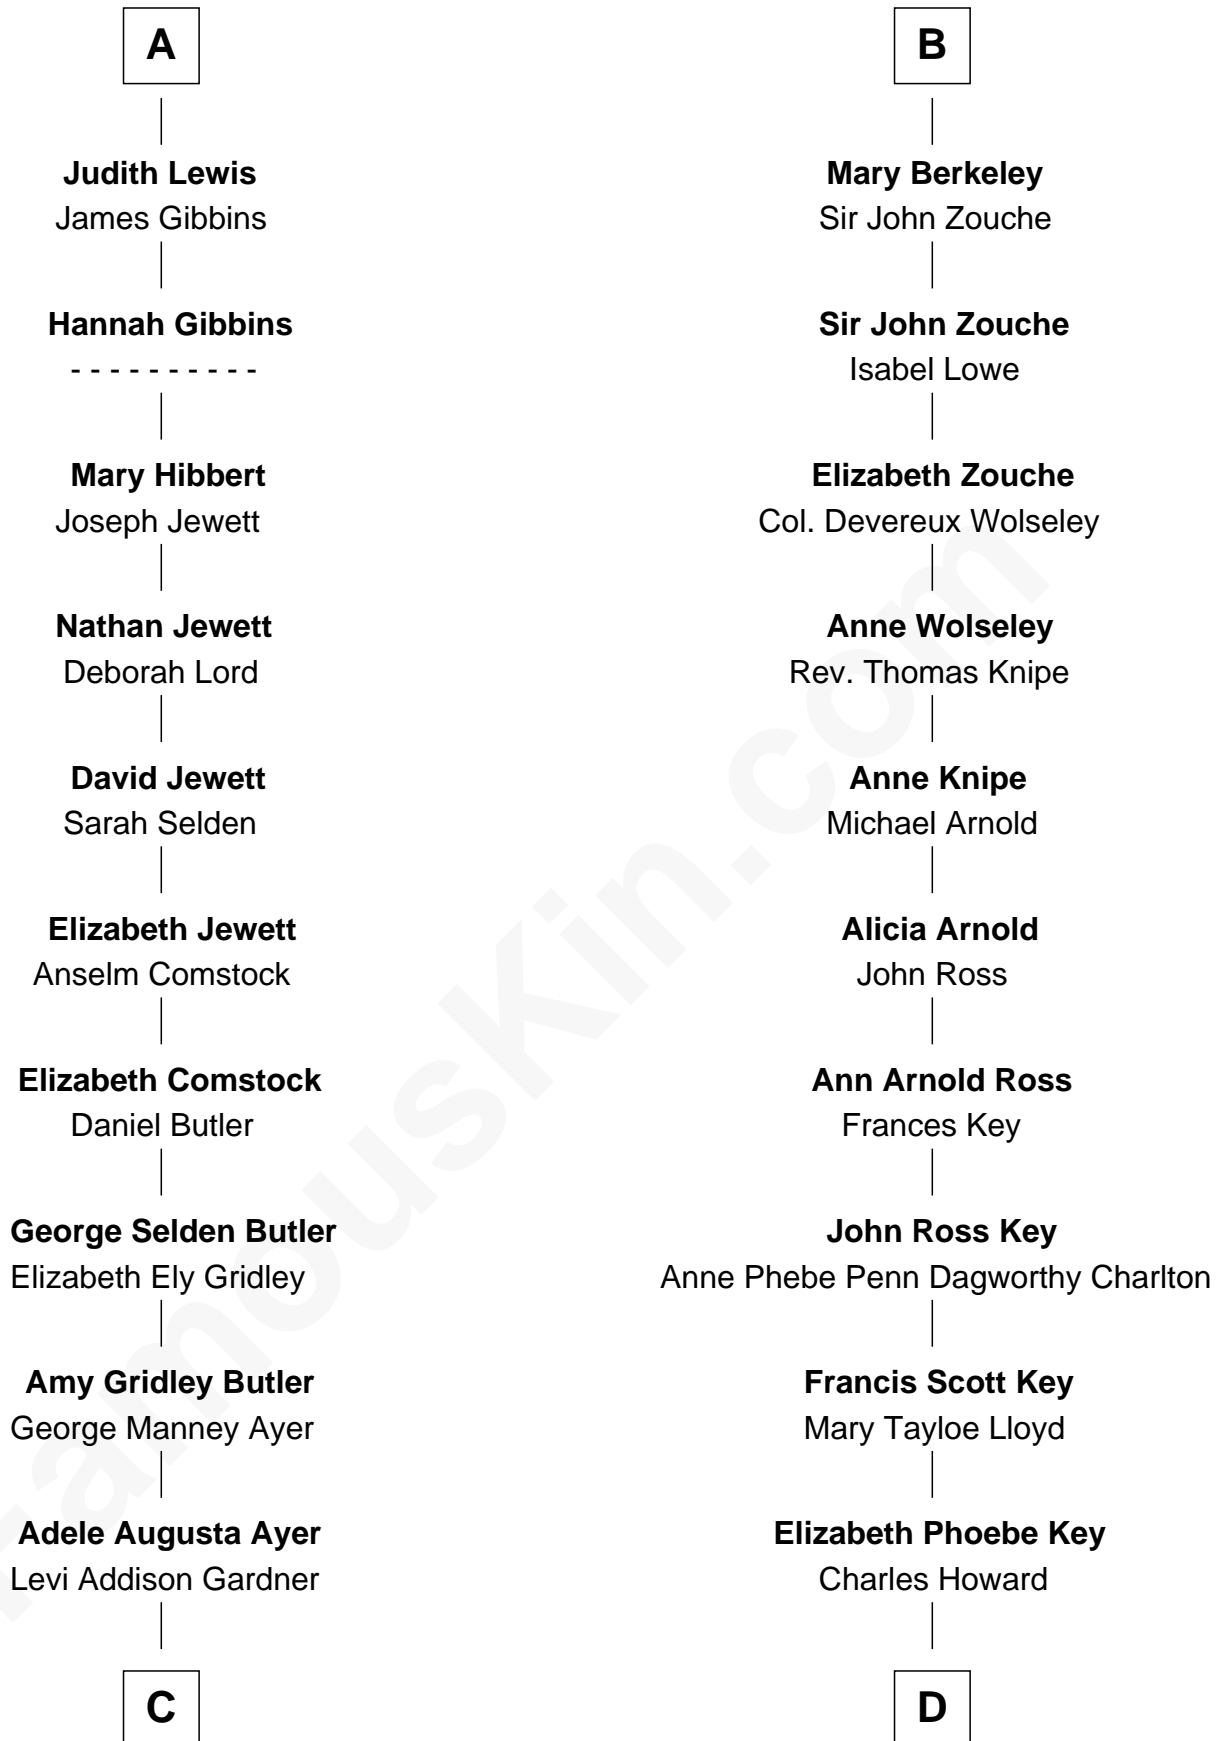 A
Judith Lewis
James Gibbins
Hannah Gibbins
- - - - - - - - - -
Mary Hibbert
Joseph Jewett
Nathan Jewett
Deborah Lord
David Jewett
Sarah Selden
Elizabeth Jewett
Anselm Comstock
Elizabeth Comstock
Daniel Butler
George Selden Butler
Elizabeth Ely Gridley
Amy Gridley Butler
George Manney Ayer
Adele Augusta Ayer
Levi Addison Gardner
C
B
Mary Berkeley
Sir John Zouche
Sir John Zouche
Isabel Lowe
Elizabeth Zouche
Col. Devereux Wolseley
Anne Wolseley
Rev. Thomas Knipe
Anne Knipe
Michael Arnold
Alicia Arnold
John Ross
Ann Arnold Ross
Frances Key
John Ross Key
Anne Phebe Penn Dagworthy Charlton
Francis Scott Key
Mary Tayloe Lloyd
Elizabeth Phoebe Key
Charles Howard
D
FamousKin.com